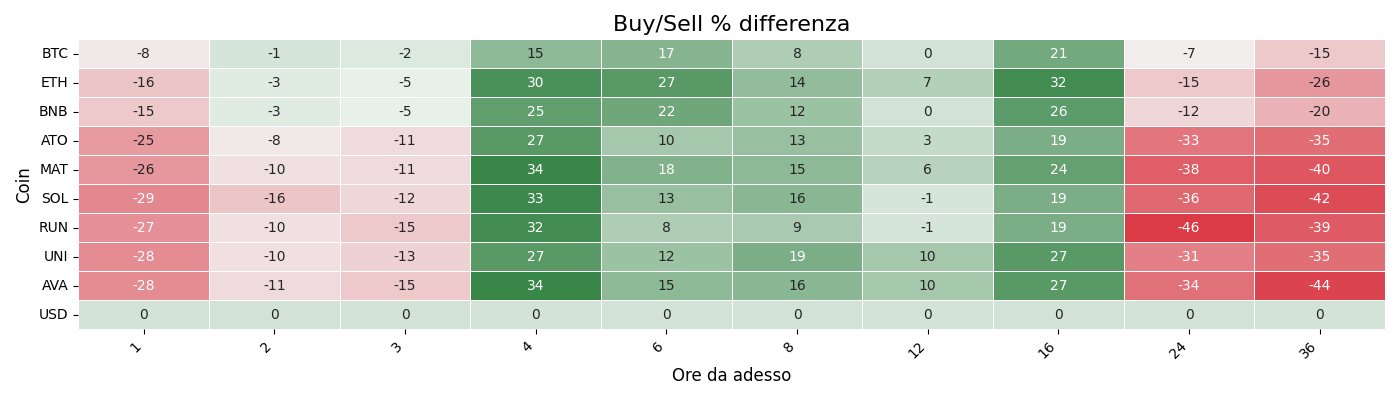 Buy/Sell % differenza
Coin
BTC -8 -1 -2 15 17 8 0 21 -7 -15
ETH -16 -3 -5 30 27 14 7 32 -15 -26
BNB -15 -3 -5 25 22 12 0 26 -12 -20
ATO -25 -8 -11 27 10 13 3 19 -33 -35
MAT -26 -10 -11 34 18 15 6 24 -38 -40
SOL -29 -16 -12 33 13 16 -1 19 -36 -42
RUN -27 -10 -15 32 8 9 -1 19 -46 -39
UNI -28 -10 -13 27 12 19 10 27 -31 -35
AVA -28 -11 -15 34 15 16 10 27 -34 -44
USD 0 0 0 0 0 0 0 0 0 0
1 2 3 4 6 8 12 16 24 36
Ore da adesso